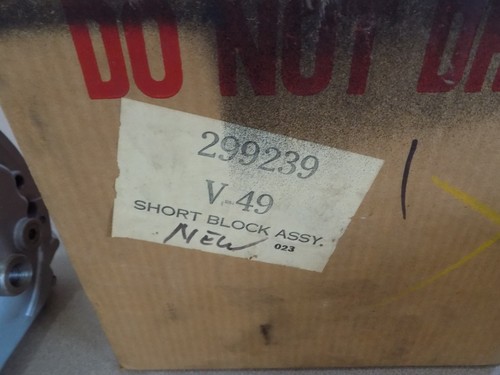 DO NOT
299239
V-49
SHORT BLOCK ASSY.
NEW 023